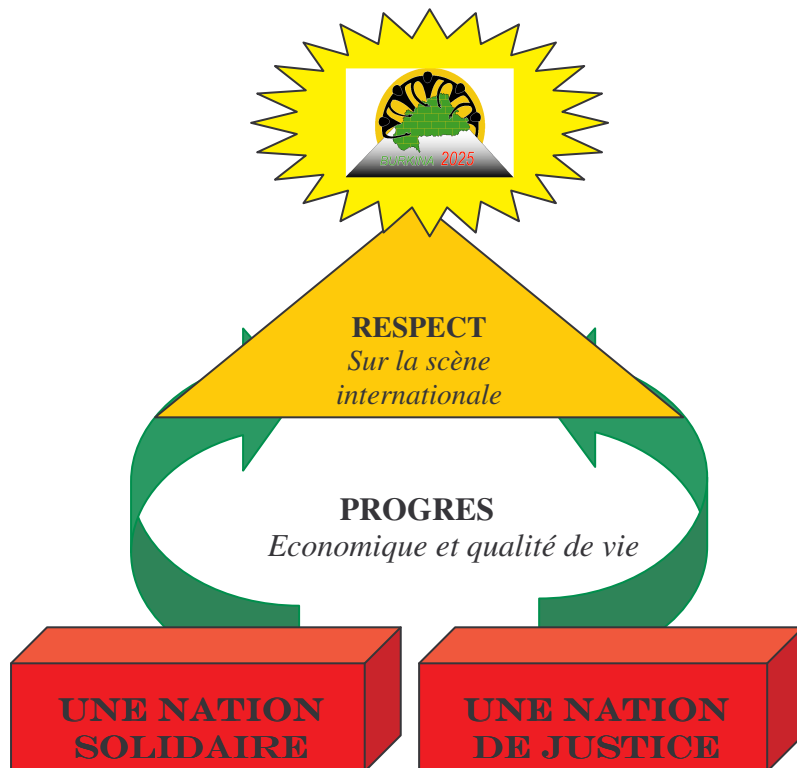 BURKINA 2025
RESPECT
Sur la scène
internationale
PROGRES
Economique et qualité de vie
UNE NATION
SOLIDAIRE
UNE NATION
DE JUSTICE